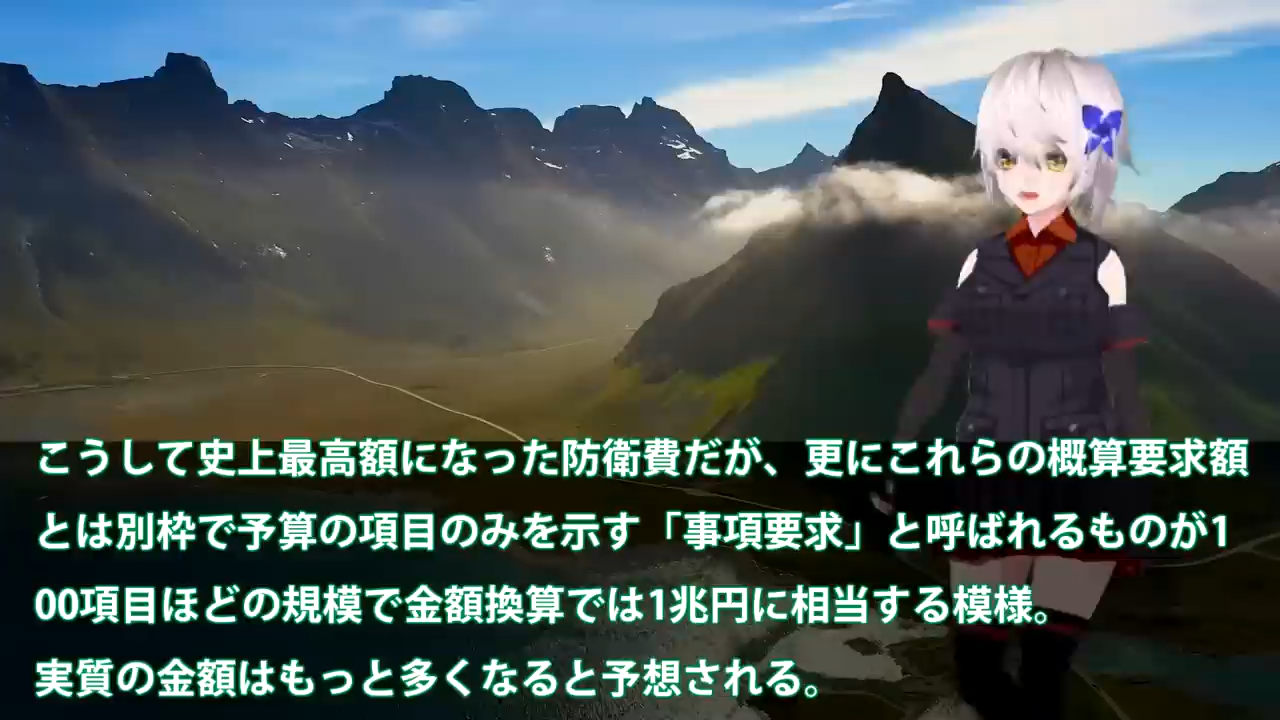 こうして史上最高額になった防衛費だが、更にこれらの概算要求額
とは別枠で予算の項目のみを示す「事項要求」と呼ばれるものが1
00項目ほどの規模で金額換算では1兆円に相当する模様。
実質の金額はもっと多くなると予想される。